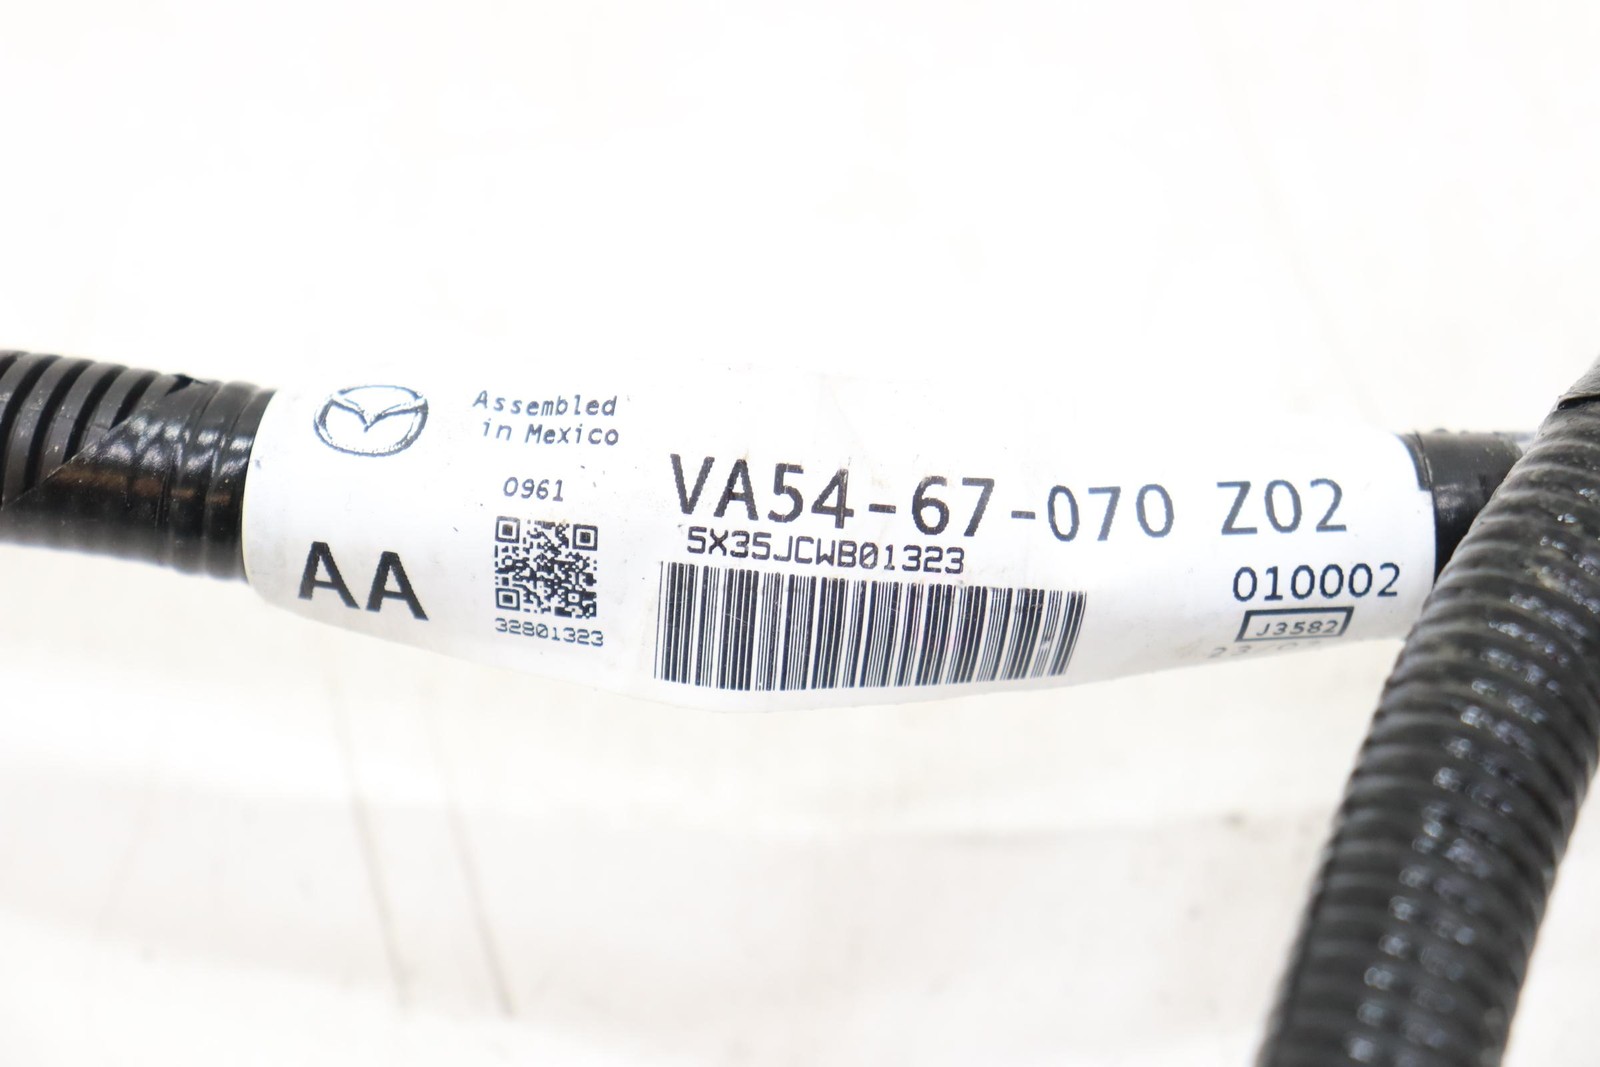 Assembled
in Mexico
0961
AA
32801323
VA54-67-070 Z02
5X35JCWB01323
010002
J3582